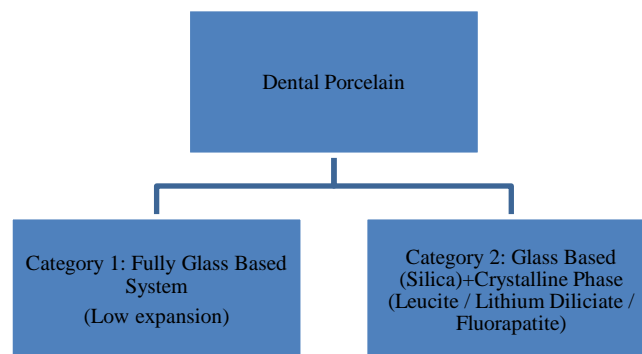 Dental Porcelain
Category 1: Fully Glass Based
System
(Low expansion)
Category 2: Glass Based
(Silica)+Crystalline Phase
(Leucite / Lithium Diliciate /
Fluorapatite)